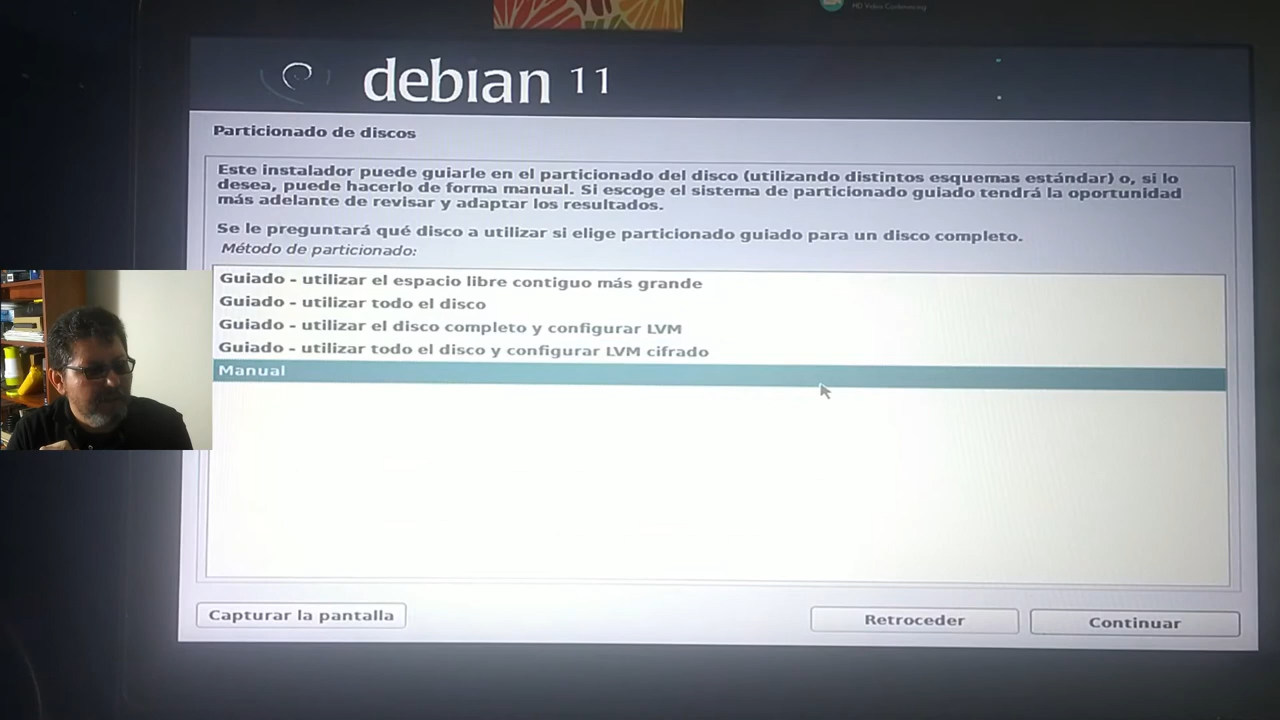 HD Video Conferencing
debian 11
Particionado de discos
Este instalador puede guiarle en el particionado del disco (utilizando distintos esquemas estándar) o, si lo
desea, puede hacerlo de forma manual. Si escoge el sistema de particionado guiado tendrá la oportunidad
más adelante de revisar y adaptar los resultados.
Se le preguntará qué disco a utilizar si elige particionado guiado para un disco completo.
Método de particionado:
Guiado - utilizar el espacio libre contiguo más grande
Guiado - utilizar todo el disco
Guiado - utilizar el disco completo y configurar LVM
Guiado - utilizar todo el disco y configurar LVM cifrado
Manual
Capturar la pantalla
Retroceder
Continuar